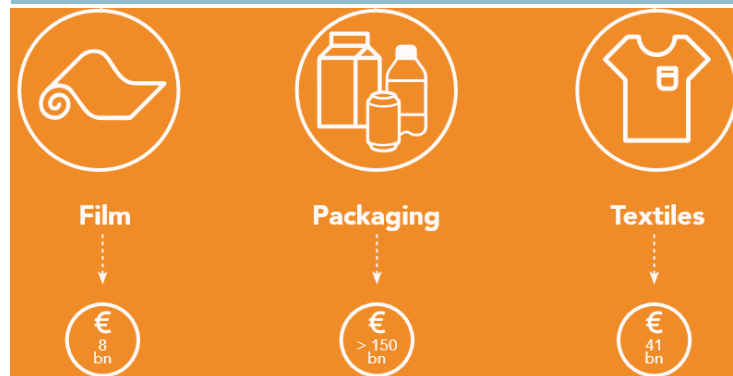 Film
Packaging
Textiles
€
8
bn
€
> 150
bn
€
41
bn